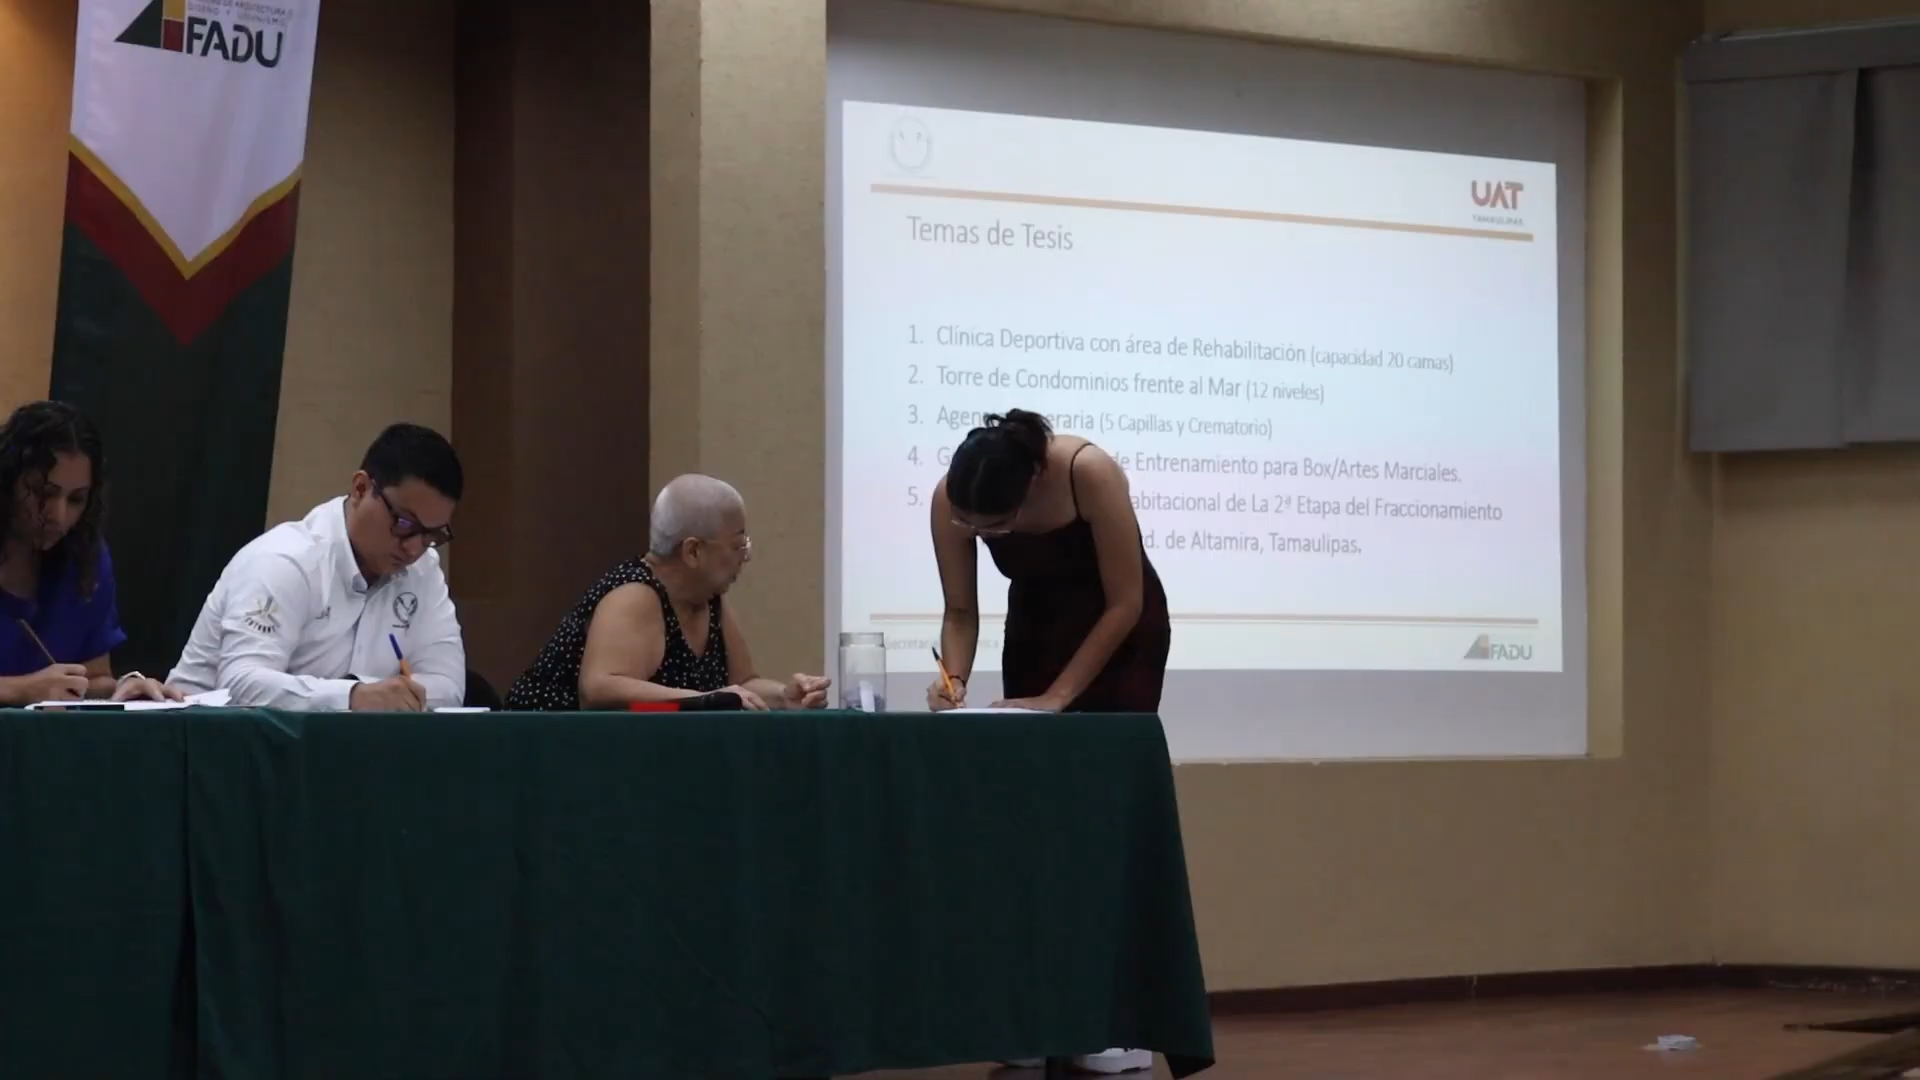 DISEÑO Y URBANISMO
FADU
UAT
TAMAULIPAS
Temas de Tesis
1. Clínica Deportiva con área de Rehabilitación (capacidad 20 camas)
2. Torre de Condominios frente al Mar (12 niveles)
3. Agen eraria (5 Capillas y Crematorio)
4. G de Entrenamiento para Box/Artes Marciales.
5. abitacional de La 2ª Etapa del Fraccionamiento
d. de Altamira, Tamaulipas.
FADU